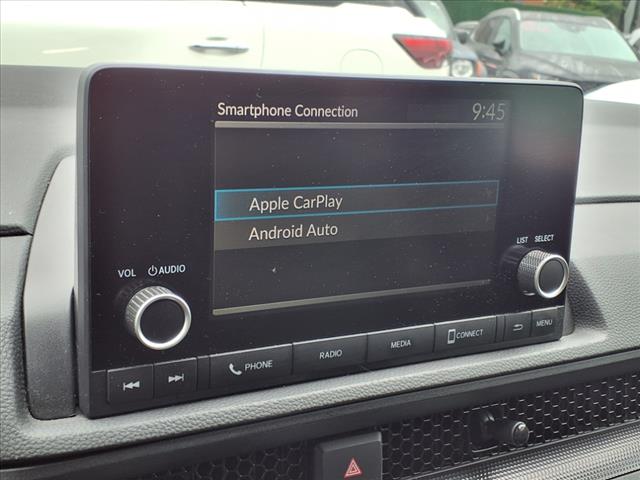 Smartphone Connection 9:45
Apple CarPlay
Android Auto
LIST SELECT
VOL AUDIO
PHONE RADIO MEDIA CONNECT MENU